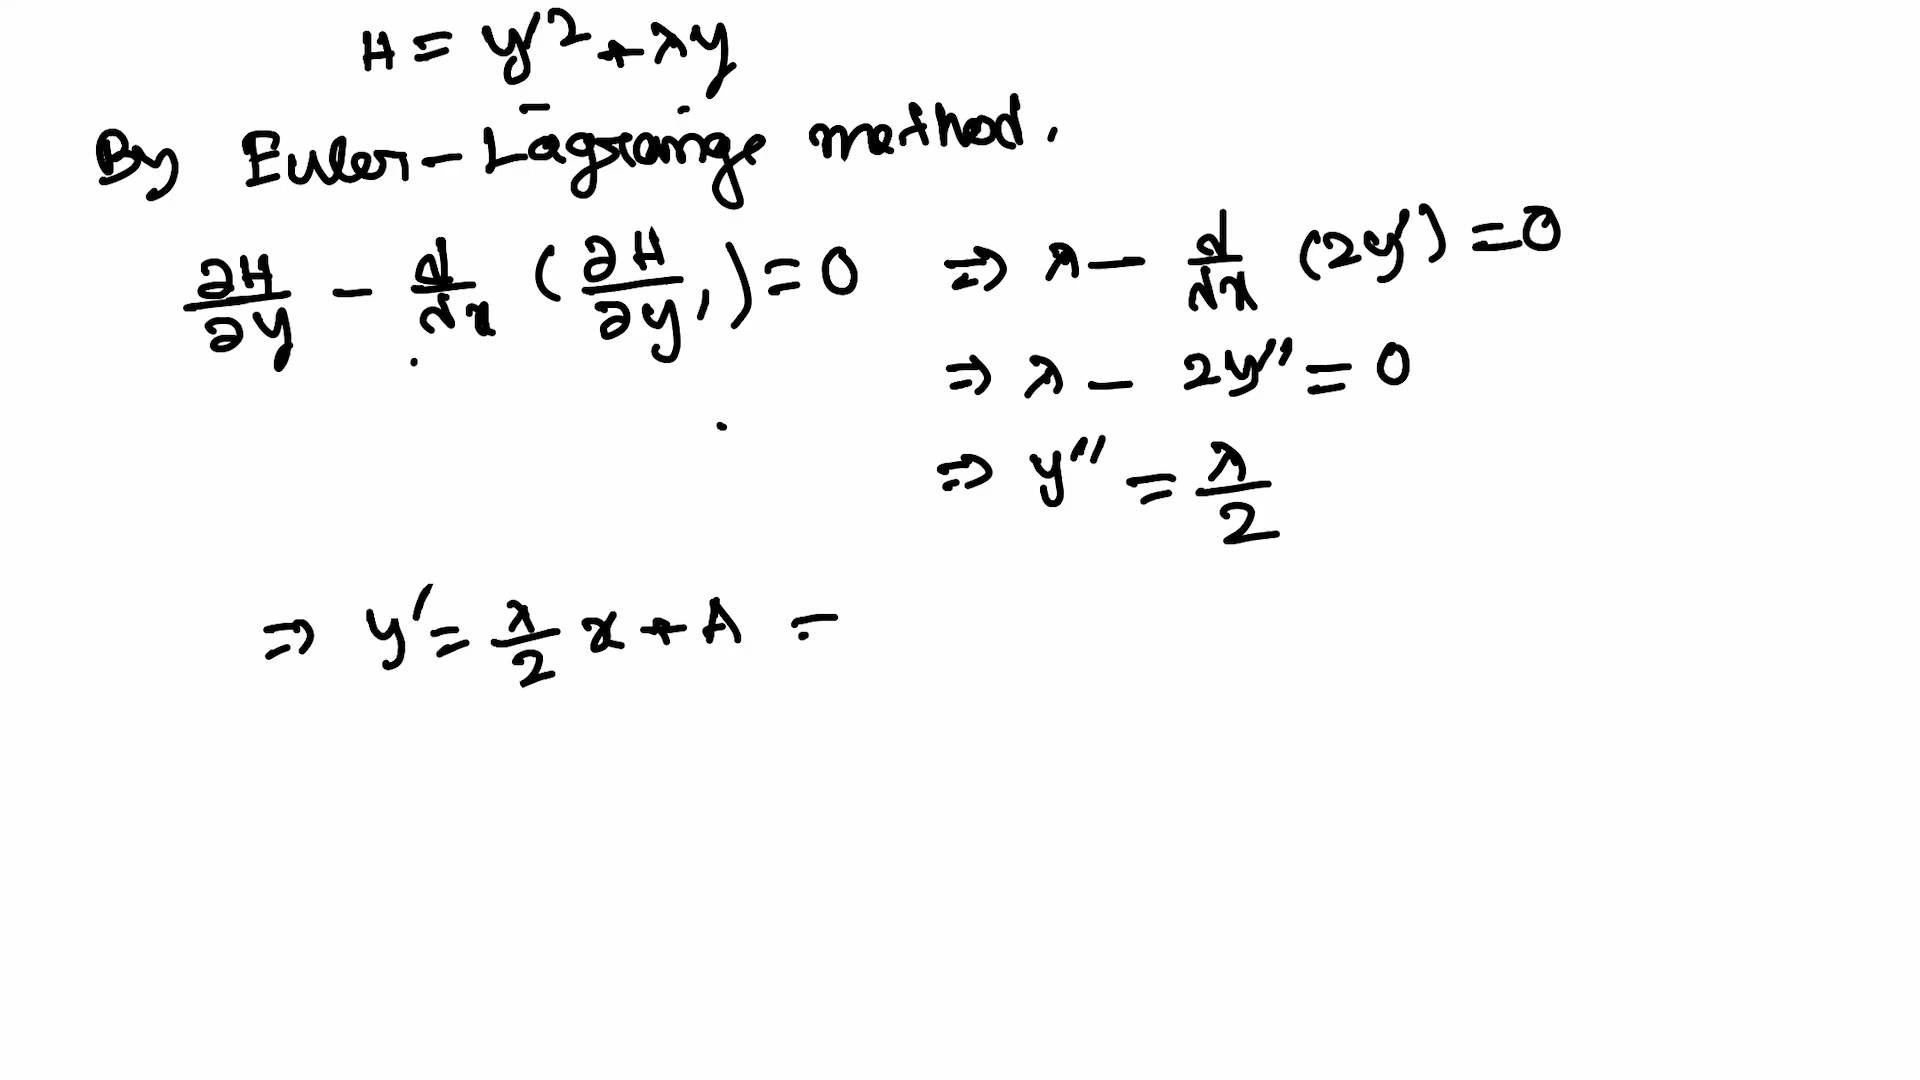 H = y'² + λy
By Euler-Lagrange method.
∂H/∂y - d/dx (∂H/∂y') = 0 ⇒ λ - d/dx (2y') = 0
⇒ λ - 2y'' = 0
⇒ y'' = λ/2
⇒ y' = λ/2 x + A =